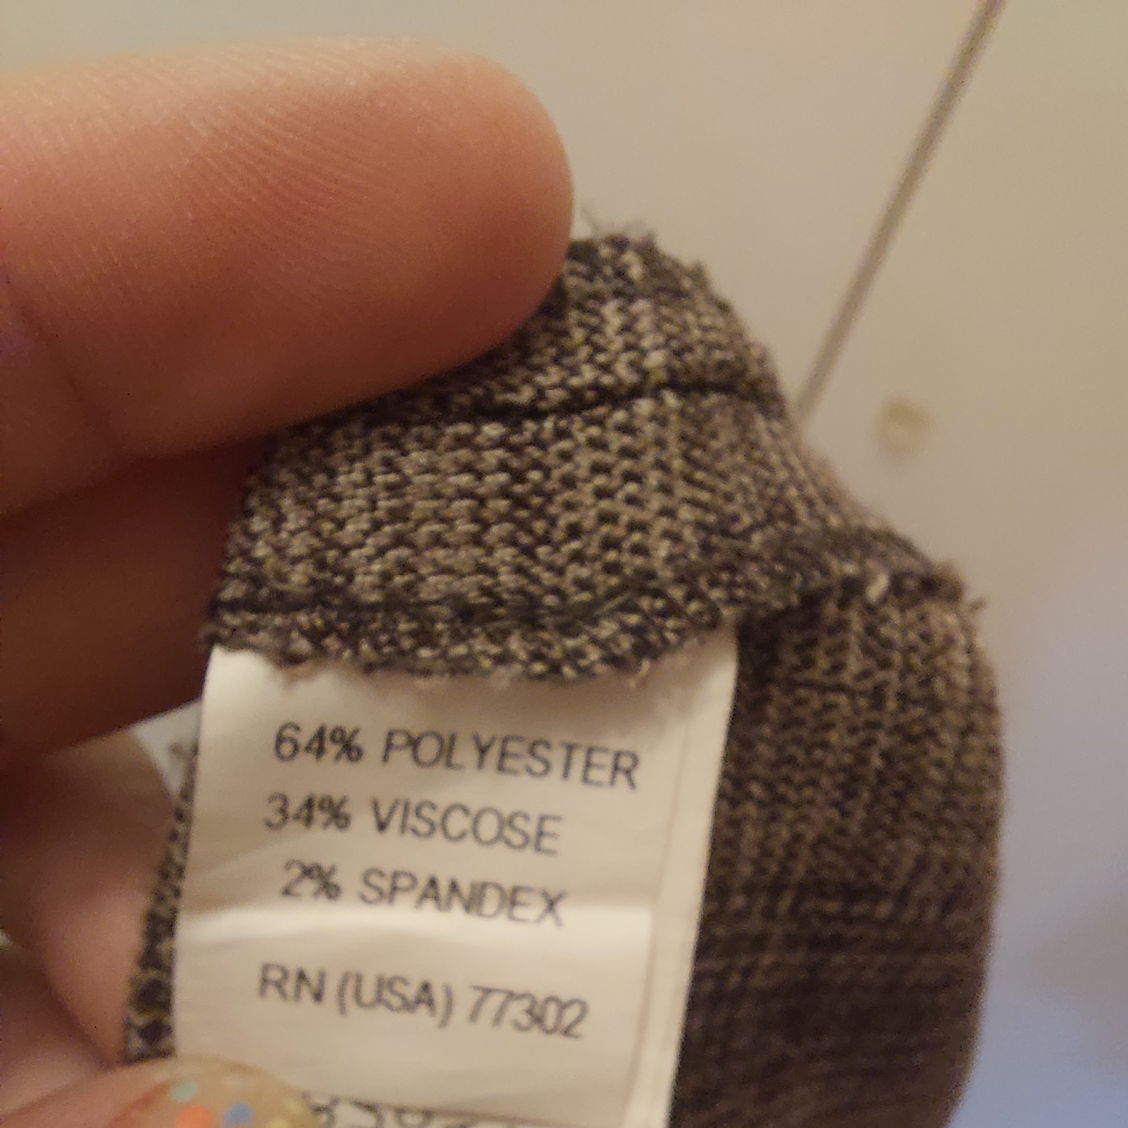 64% POLYESTER
34% VISCOSE
2% SPANDEX
RN (USA) 77302